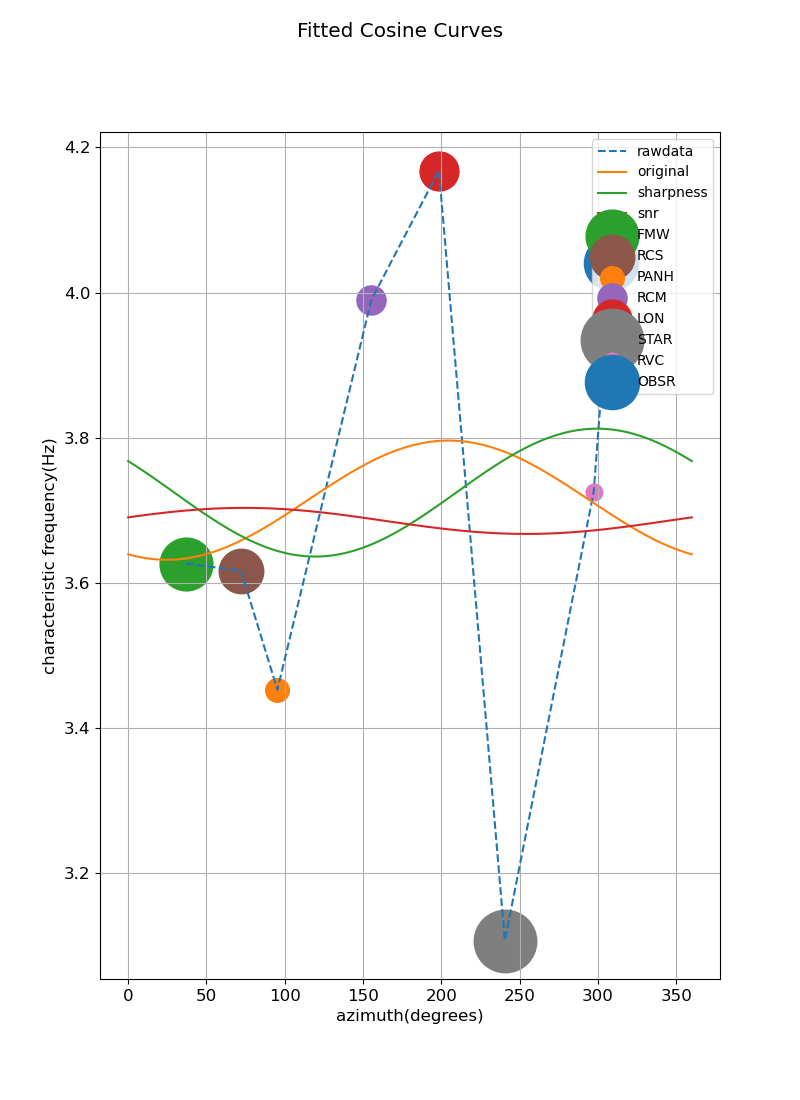 Fitted Cosine Curves
4.2
4.0
3.8
3.6
3.4
3.2
characteristic frequency(Hz)
0 50 100 150 200 250 300 350
azimuth(degrees)
rawdata
original
sharpness
snr
FMW
RCS
PANH
RCM
LON
STAR
RVC
OBSR